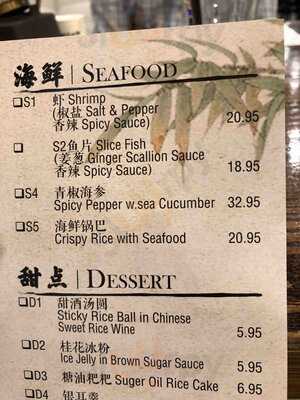 海鲜 | SEAFOOD
S1 虾 Shrimp
(椒盐 Salt & Pepper
香辣 Spicy Sauce) 20.95
S2鱼片 Slice Fish
(姜葱 Ginger Scallion Sauce
香辣 Spicy Sauce) 18.95
S4 青椒海参
Spicy Pepper w.sea Cucumber 32.95
S5 海鲜锅巴
Crispy Rice with Seafood 20.95
甜点 | DESSERT
D1 甜酒汤圆
Sticky Rice Ball in Chinese
Sweet Rice Wine 5.95
D2 桂花冰粉
Ice Jelly in Brown Sugar Sauce 5.95
D3 糖油粑粑 Suger Oil Rice Cake 6.95
D4 银耳羹